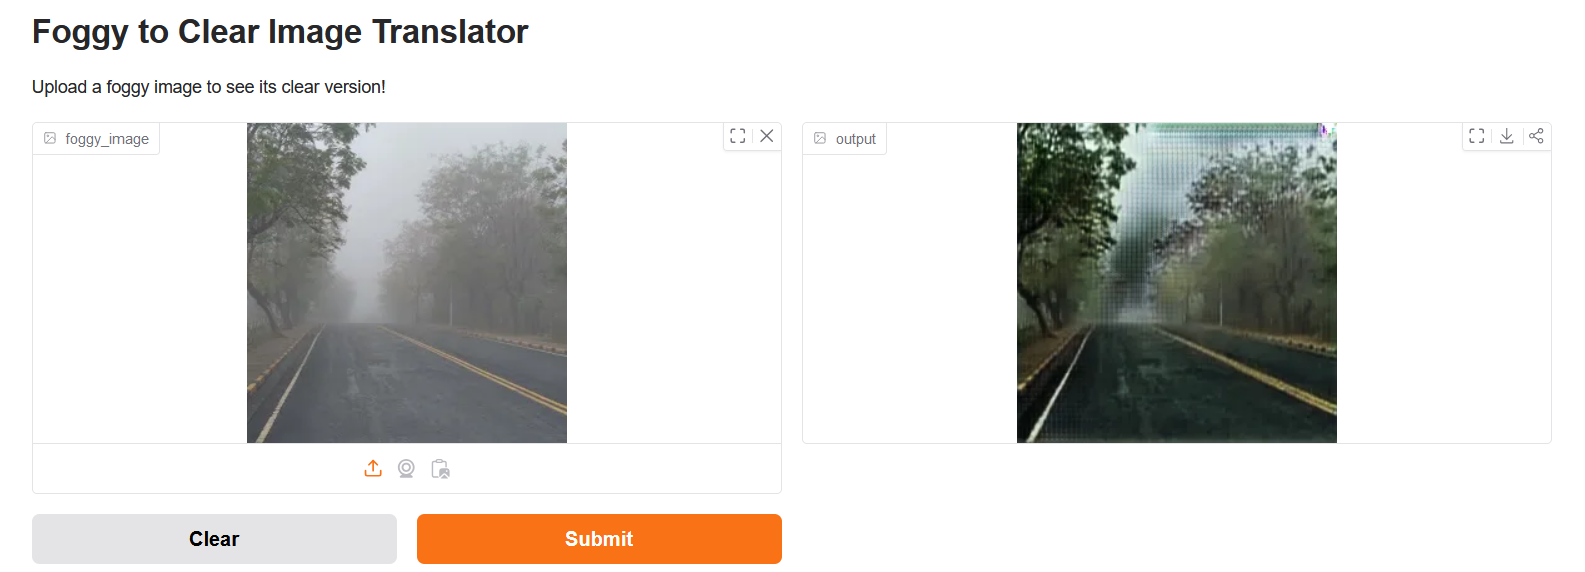 Foggy to Clear Image Translator
Upload a foggy image to see its clear version!
foggy_image
output
Clear
Submit